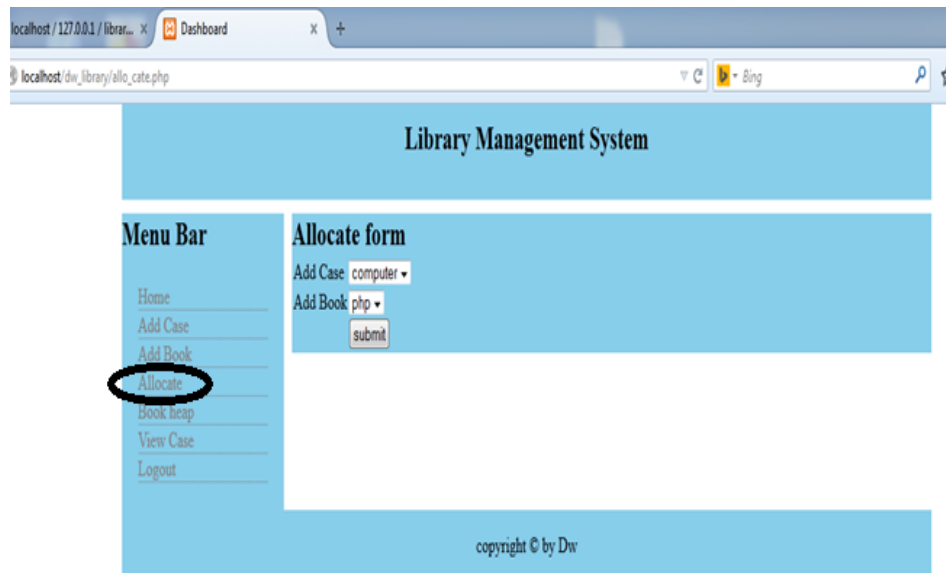 localhost / 127.0.0.1 / librar... × Dashboard × +
localhost/dw_library/allo_cate.php Bing
Library Management System
Menu Bar
Home
Add Case
Add Book
Allocate
Book heap
View Case
Logout
Allocate form
Add Case computer
Add Book php
submit
copyright © by Dw